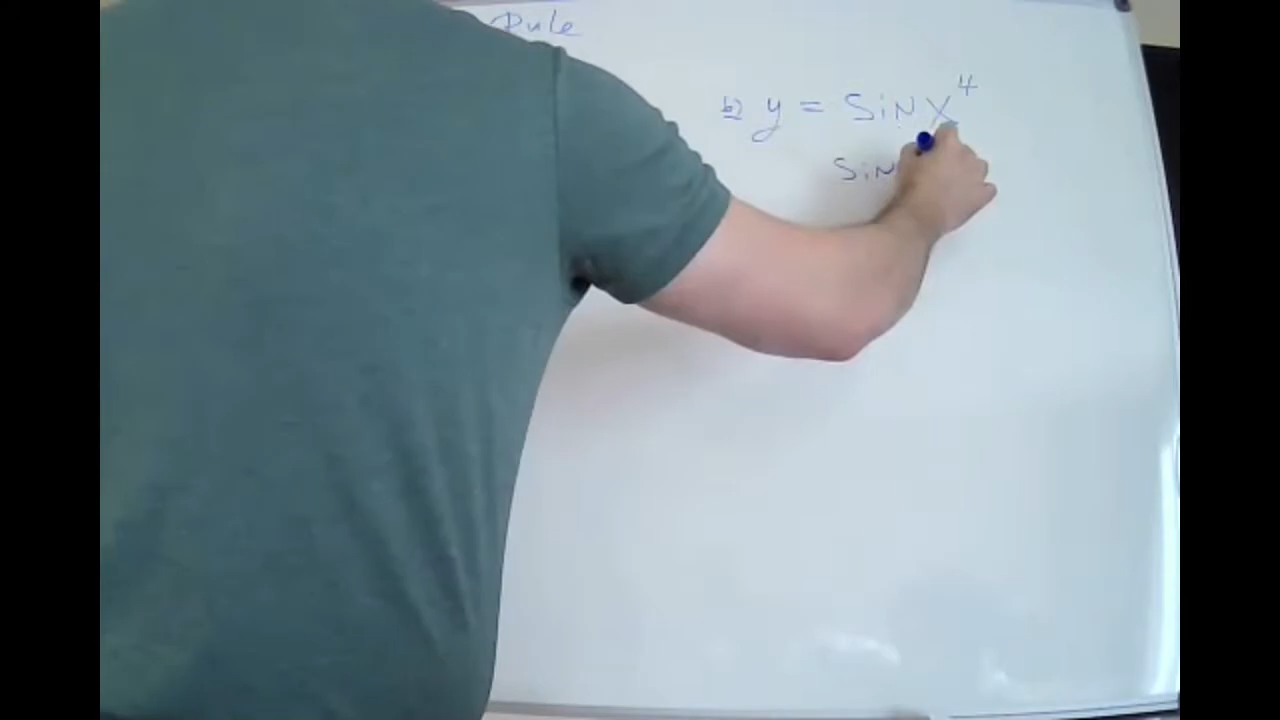 Rule
b) y = SiN X⁴
SiN